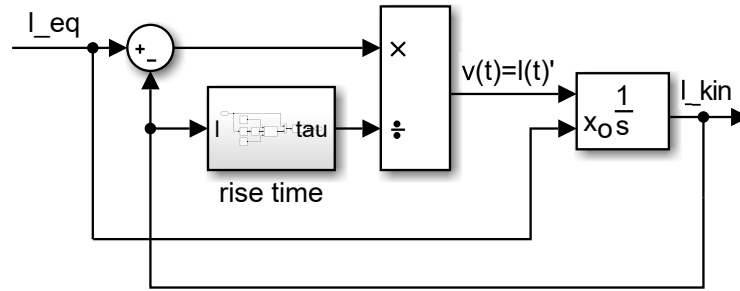 I_eq
+
−
×
v(t)=I(t)'
I_kin
1
x₀ s
I tau
÷
rise time